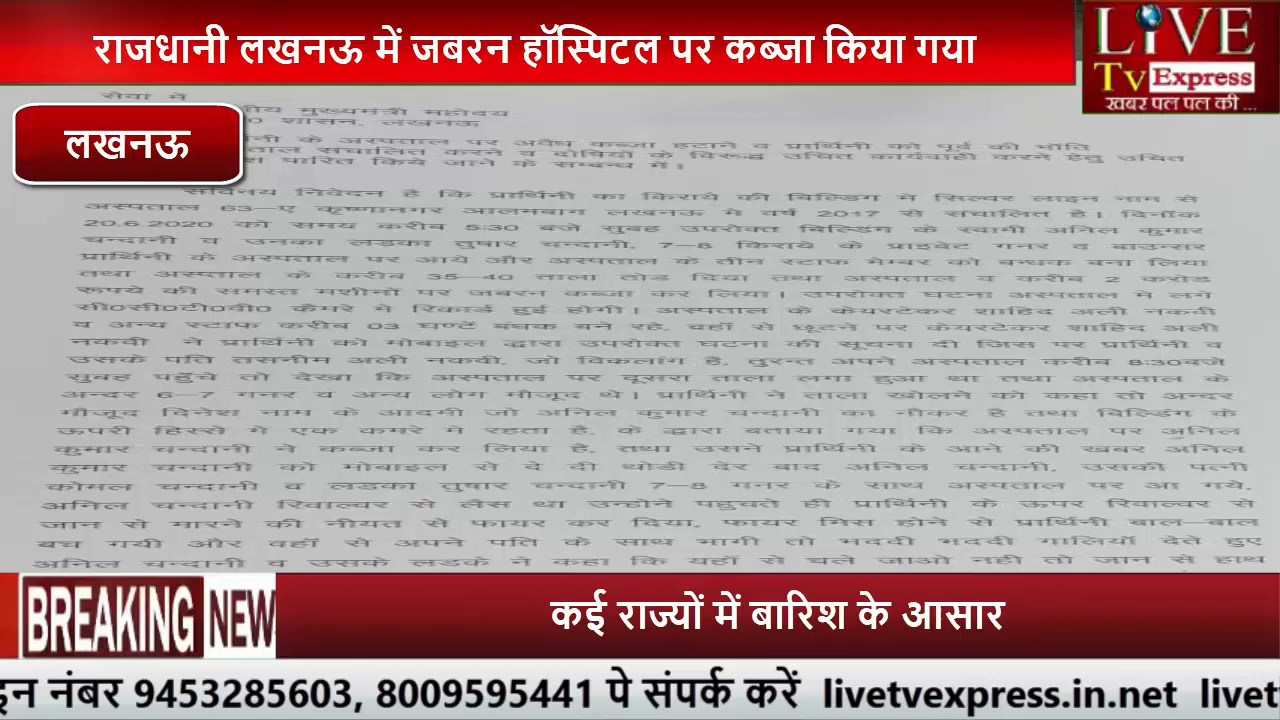 राजधानी लखनऊ में जबरन हॉस्पिटल पर कब्जा किया गया
LiVE
Tv Express
खबर पल पल की...
लखनऊ
सेवा में
मुख्यमंत्री महोदय
शासन, लखनऊ
के अस्पताल पर अवैध कब्जा हटाने व प्रार्थिनी को पूर्व की भॉति
संचालित करने व दोषियों के विरुद्ध उचित कार्यवाही करने हेतु उचित
पारित किये जाने के सम्बन्ध में।
सविनय निवेदन है कि प्रार्थिनी का किराये की बिल्डिंग में सिल्वर लाइन नाम से
अस्पताल 63–ए कृष्णानगर आलमबाग लखनऊ मे वर्ष 2017 से संचालित है। दिनॉक
20.6.2020 को समय करीब 5:30 बजे सुबह उपरोक्त बिल्डिंग के स्वामी अनिल कुमार
चन्दानी व उनका लडका तुषार चन्दानी, 7–8 किराये के प्राइवेट गनर व बाउन्सर
प्रार्थिनी के अस्पताल पर आये और अस्पताल के तीन स्टाफ मेम्बर को बन्धक बना लिया
तथा अस्पताल के करीब 35–40 ताला तोड दिया तथा अस्पताल व करीब 2 करोड
रूपये की समस्त मशीनों पर जबरन कब्जा कर लिया। उपरोक्त घटना अस्पताल मे लगे
सी0सी0टी0वी0 कैमरे मे रिकार्ड हुई होगी। अस्पताल के केयरटेकर शाहिद अली नकवी
व अन्य स्टाफ करीब 03 घण्टें बंधक बने रहे, वहॉ से छूटने पर केयरटेकर शाहिद अली
नकवी ने प्रार्थिनी को मोबाइल द्वारा उपरोक्त घटना की सूचना दी जिस पर प्रार्थिनी व
उसके पति तसनीम अली नकवी, जो विकलांग है, तुरन्त अपने अस्पताल करीब 8:30बजे
सुबह पहुँचे तो देखा कि अस्पताल पर दूसरा ताला लगा हुआ था तथा अस्पताल के
अन्दर 6–7 गनर व अन्य लोग मौजूद थे। प्रार्थिनी ने ताला खोलने को कहा तो अन्दर
मौजूद दिनेश नाम के आदमी जो अनिल कुमार चन्दानी का नौकर है तथा बिल्डिंग के
ऊपरी हिस्से मे एक कमरे मे रहता है, के द्वारा बताया गया कि अस्पताल पर अनिल
कुमार चन्दानी ने कब्जा कर लिया है, तथा उसने प्रार्थिनी के आने की खबर अनिल
कुमार चन्दानी को मोबाइल से दे दी थोडी देर बाद अनिल चन्दानी, उसकी पत्नी
कोमल चन्दानी व लडका तुषार चन्दानी 7–8 गनर के साथ अस्पताल पर आ गये,
अनिल चन्दानी रिवाल्वर से लैस था उन्होने पहुचते ही प्रार्थिनी के ऊपर रिवाल्वर से
जान से मारने की नीयत से फायर कर दिया, फायर मिस होने से प्रार्थिनी बाल–बाल
बच गयी और वहॉ से अपने पति के साथ भागी तो भददी भददी गालियॉ देते हुए
अनिल चन्दानी व उसके लडके ने कहा कि यहॉ से चले जाओ नही तो जान से हाथ
BREAKING NEW
कई राज्यों में बारिश के आसार
इन नंबर 9453285603, 8009595441 पे संपर्क करें livetvexpress.in.net liveti